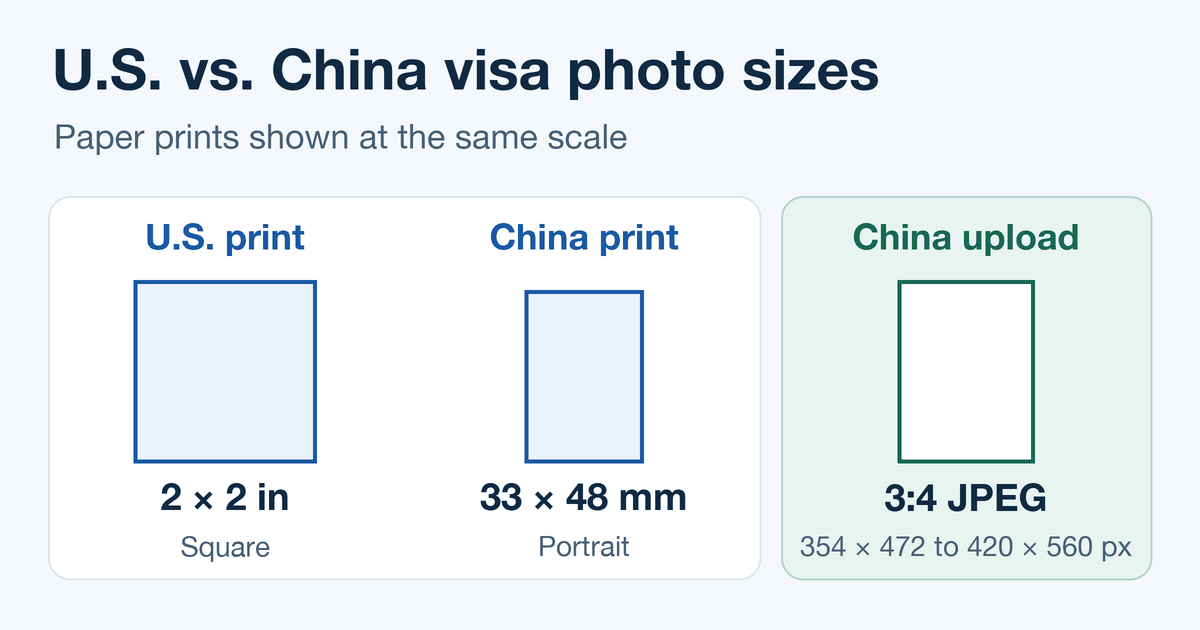 U.S. vs. China visa photo sizes
Paper prints shown at the same scale
U.S. print
2 × 2 in
Square
China print
33 × 48 mm
Portrait
China upload
3:4 JPEG
354 × 472 to 420 × 560 px